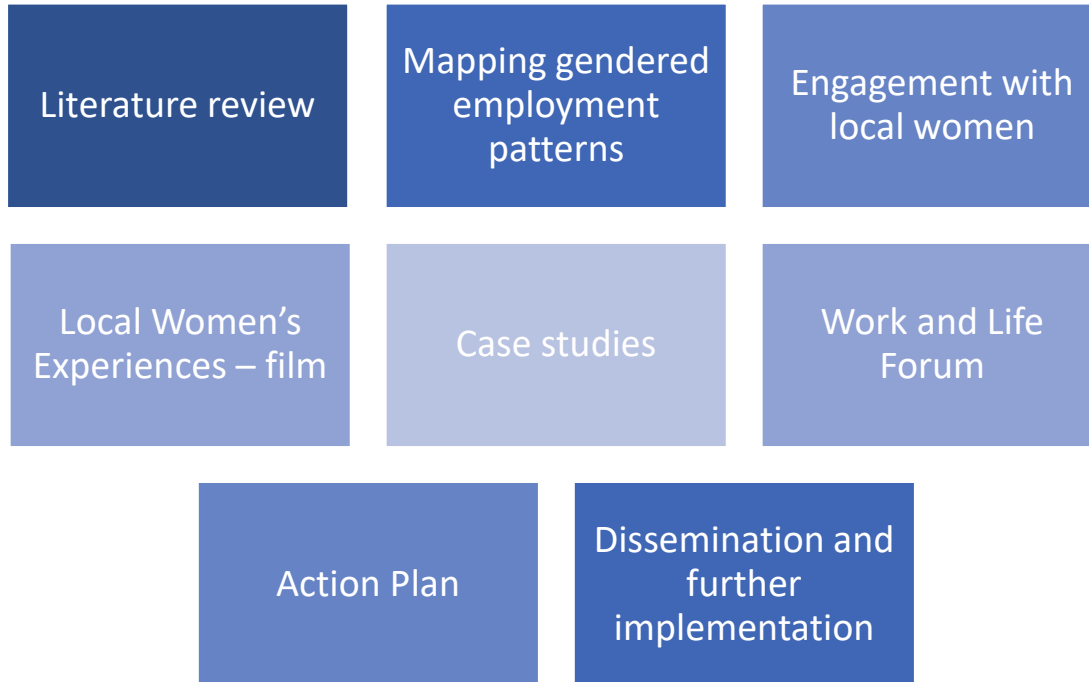 Literature review
Mapping gendered
employment
patterns
Engagement with
local women
Local Women’s
Experiences – film
Case studies
Work and Life
Forum
Action Plan
Dissemination and
further
implementation